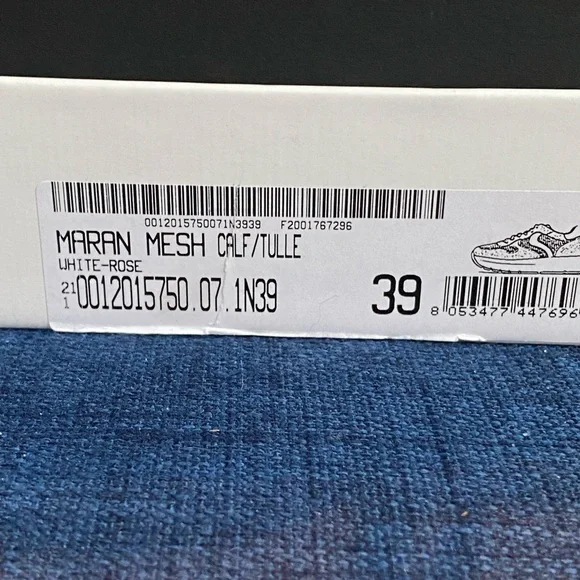 0012015750071N3939 F2001767296
MARAN MESH CALF/TULLE
WHITE-ROSE
21
1 0012015750.07.1N39
39
8 053477 447696